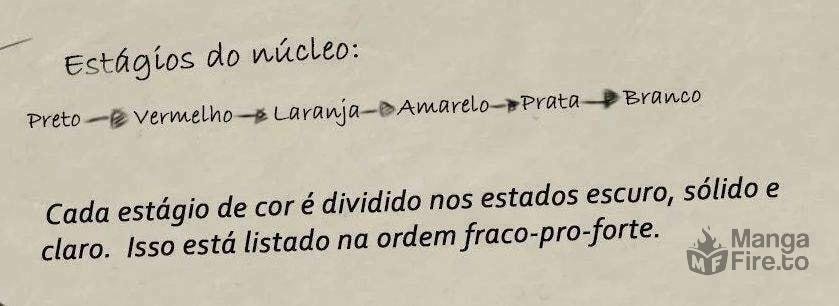 Estágios do núcleo:
Preto → Vermelho → Laranja → Amarelo → Prata → Branco
Cada estágio de cor é dividido nos estados escuro, sólido e
claro. Isso está listado na ordem fraco-pro-forte.
Manga
Fire.to